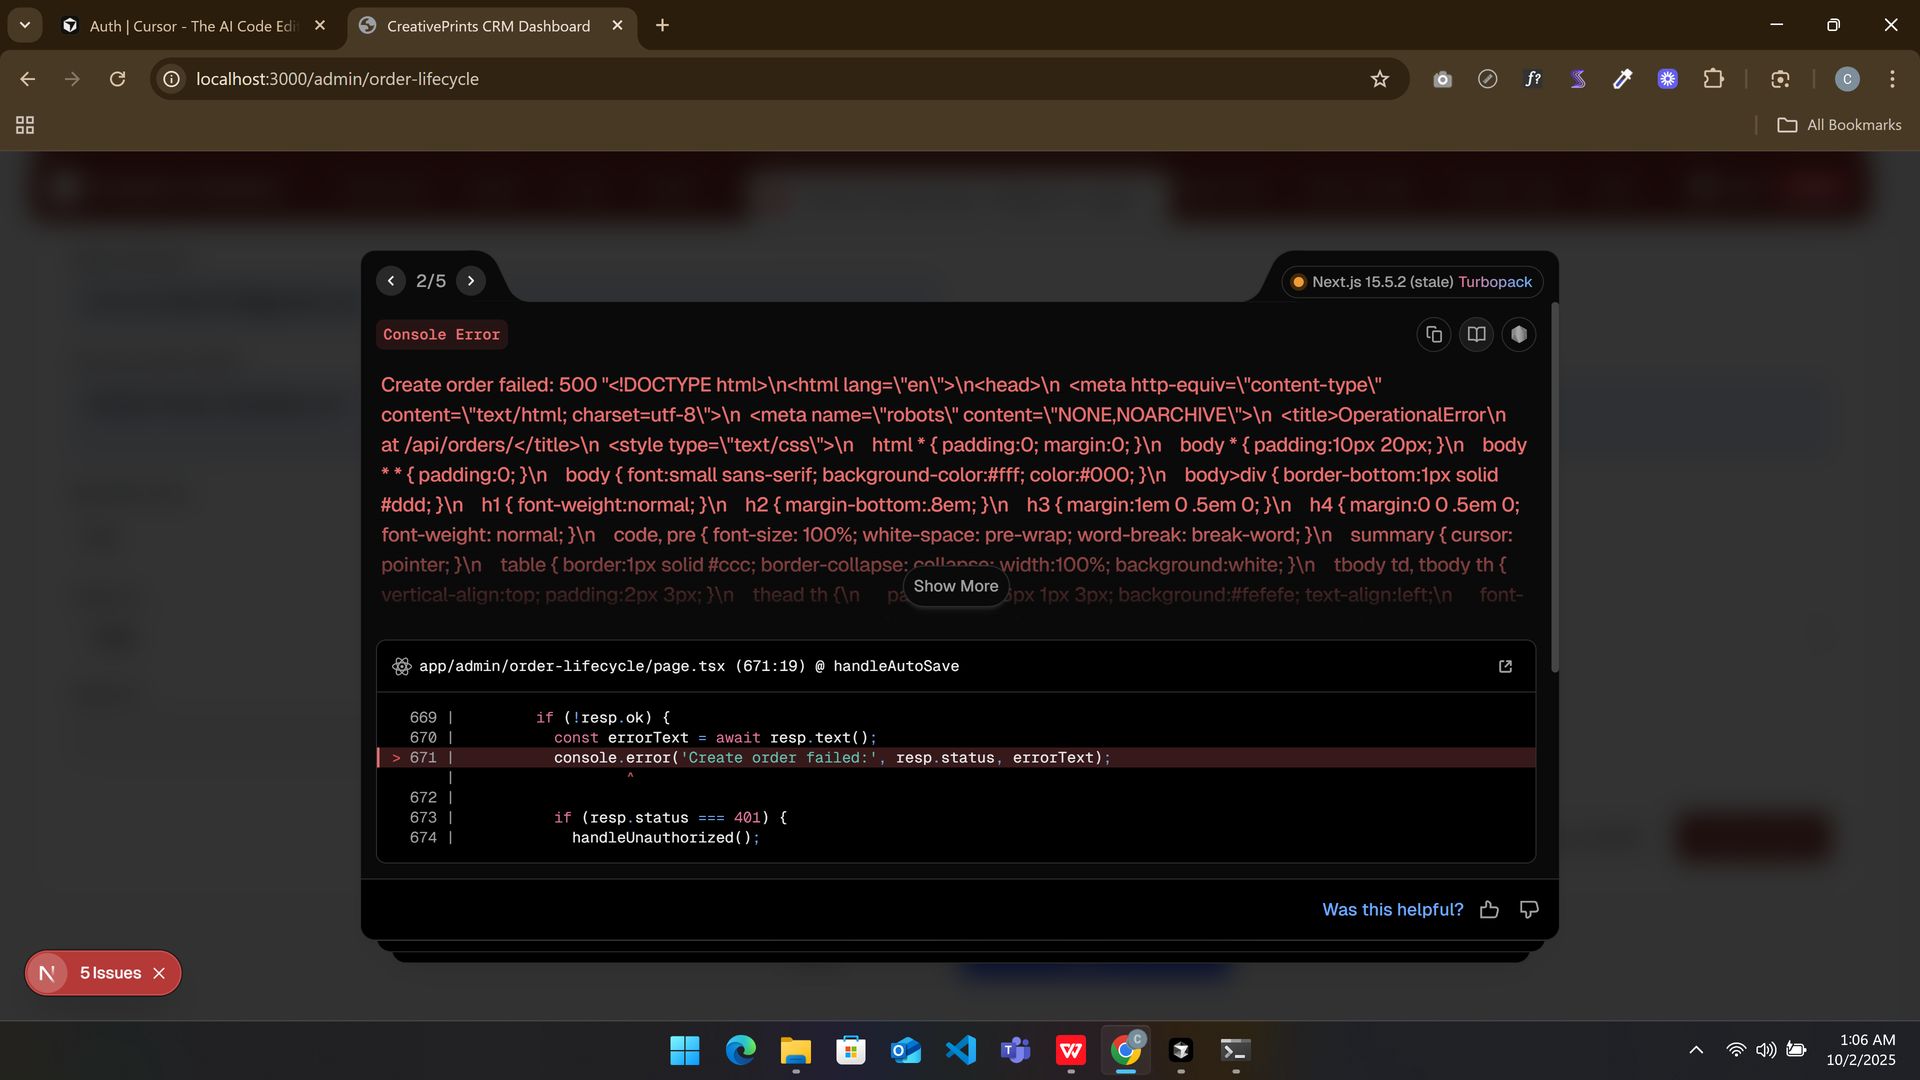 Auth | Cursor - The AI Code Edi
CreativePrints CRM Dashboard
localhost:3000/admin/order-lifecycle
f?
C
All Bookmarks
2/5
Next.js 15.5.2 (stale) Turbopack
Console Error
Create order failed: 500 "<!DOCTYPE html>\n<html lang=\"en\">\n<head>\n  <meta http-equiv=\"content-type\"
content=\"text/html; charset=utf-8\">\n  <meta name=\"robots\" content=\"NONE,NOARCHIVE\">\n  <title>OperationalError\n
at /api/orders/</title>\n  <style type=\"text/css\">\n    html * { padding:0; margin:0; }\n    body * { padding:10px 20px; }\n    body
* * { padding:0; }\n    body { font:small sans-serif; background-color:#fff; color:#000; }\n    body>div { border-bottom:1px solid
#ddd; }\n    h1 { font-weight:normal; }\n    h2 { margin-bottom:.8em; }\n    h3 { margin:1em 0 .5em 0; }\n    h4 { margin:0 0 .5em 0;
font-weight: normal; }\n    code, pre { font-size: 100%; white-space: pre-wrap; word-break: break-word; }\n    summary { cursor:
pointer; }\n    table { border:1px solid #ccc; border-collapse: collapse; width:100%; background:white; }\n    tbody td, tbody th {
vertical-align:top; padding:2px 3px; }\n    thead th {\n      1px 3px; background:#fefefe; text-align:left;\n      font-
Show More
app/admin/order-lifecycle/page.tsx (671:19) @ handleAutoSave
669 |         if (!resp.ok) {
670 |           const errorText = await resp.text();
> 671 |           console.error('Create order failed:', resp.status, errorText);
|                   ^
672 |
673 |           if (resp.status === 401) {
674 |             handleUnauthorized();
Was this helpful?
N 5 Issues
C
1:06 AM
10/2/2025